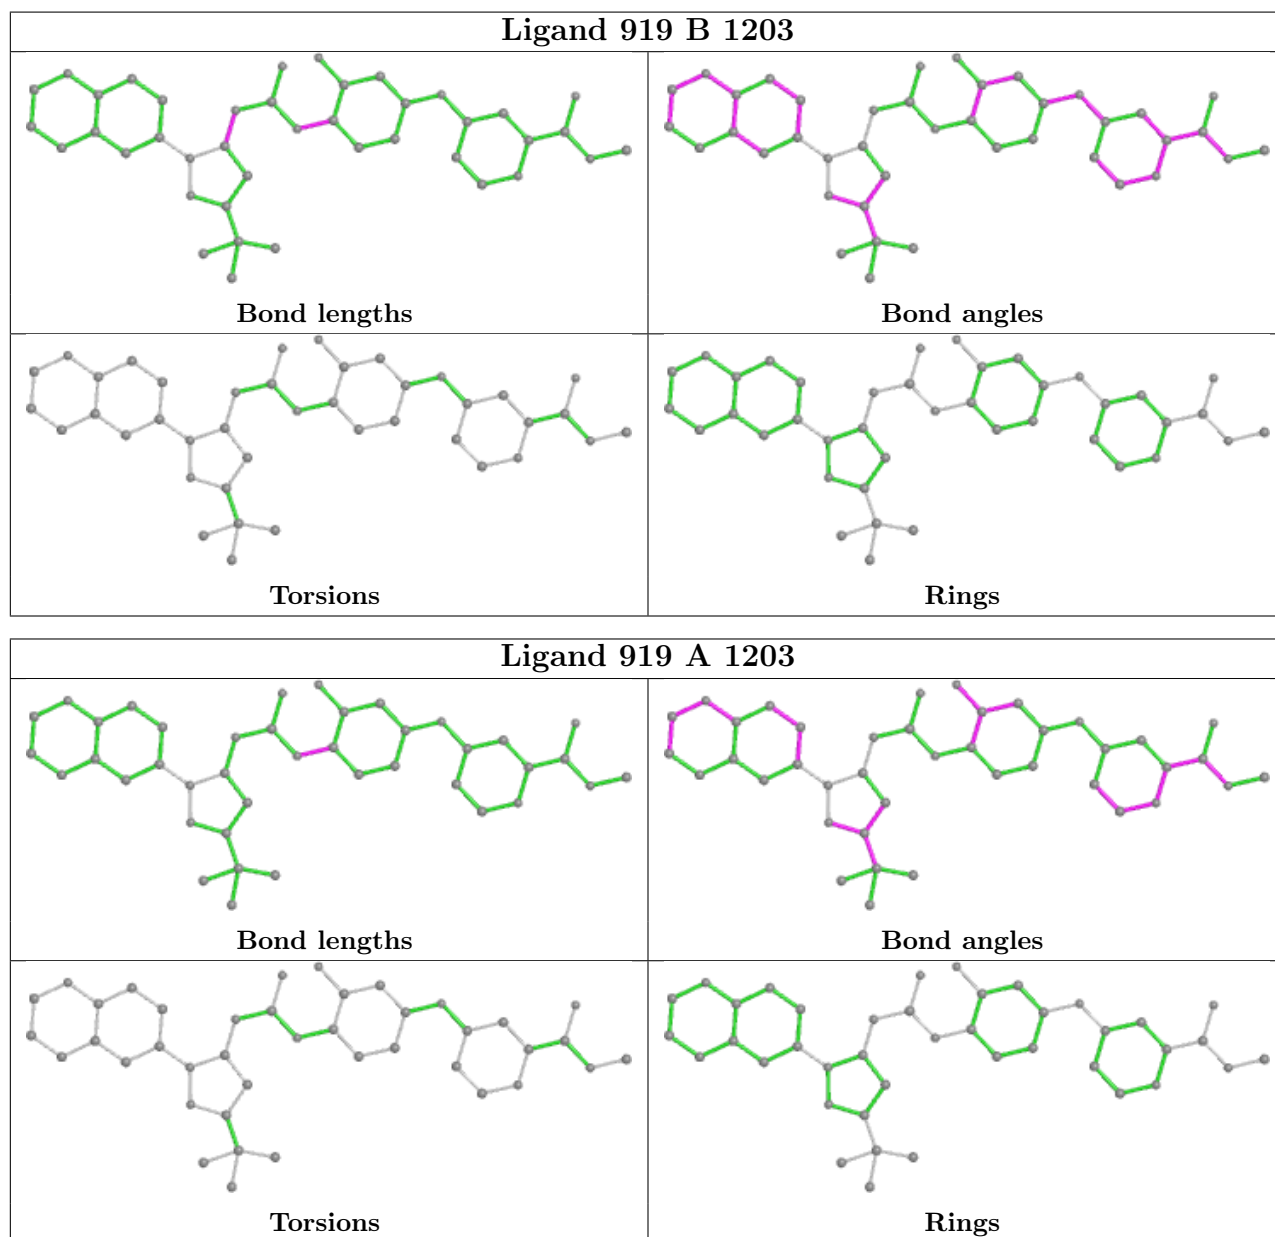 Ligand 919 B 1203
Bond lengths
Bond angles
Torsions
Rings
Ligand 919 A 1203
Bond lengths
Bond angles
Torsions
Rings